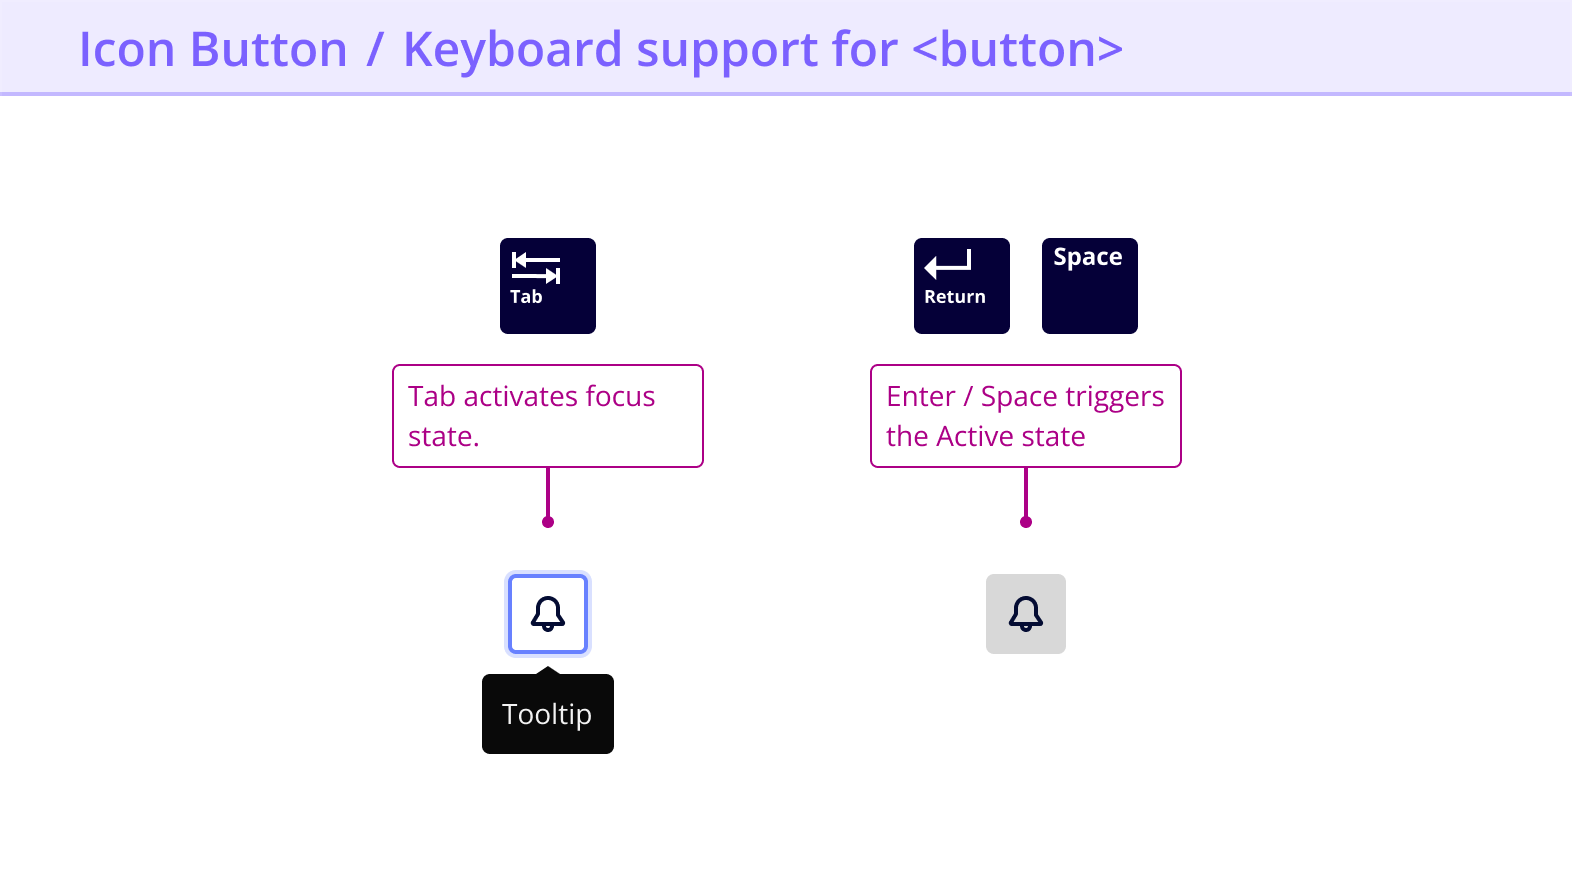 Icon Button / Keyboard support for <button>
Tab
Return
Space
Tab activates focus
state.
Enter / Space triggers
the Active state
Tooltip